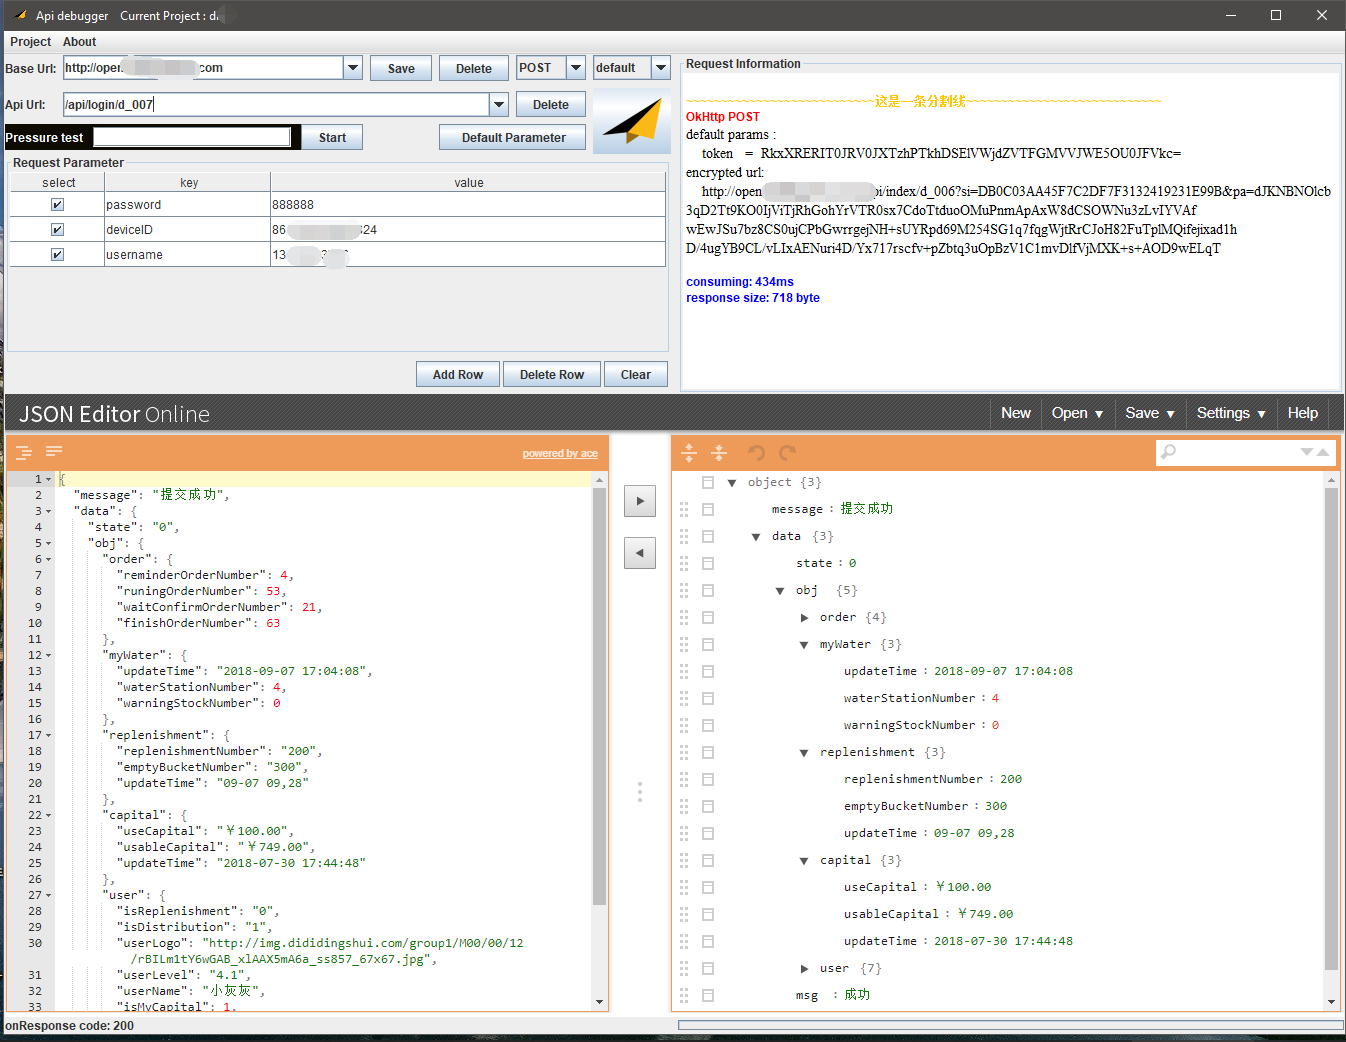 Api debugger Current Project : d
Project About
Base Url: http://open com Save Delete POST default
Api Url: /api/login/d_007 Delete
Pressure test Start Default Parameter
Request Parameter
select key value
password 888888
deviceID 86 24
username 13
Add Row Delete Row Clear
Request Information
~~~~~~~~~~~~~~~~~~~~~~~~~~~这是一条分割线~~~~~~~~~~~~~~~~~~~~~~~~~~~~
OkHttp POST
default params :
token = RkxXRERIT0JRV0JXTzhPTkhDSElVWjdZVTFGMVVJWE5OU0JFVkc=
encrypted url:
http://open pi/index/d_006?si=DB0C03AA45F7C2DF7F3132419231E99B&pa=dJKNBNOlcb
3qD2Tt9KO0IjViTjRhGohYrVTR0sx7CdoTtduoOMuPnmApAxW8dCSOWNu3zLvIYVAf
wEwJSu7bz8CS0ujCPbGwrrgejNH+sUYRpd69M254SG1q7fqgWjtRrCJoH82FuTplMQifejixad1h
D/4ugYB9CL/vLIxAENuri4D/Yx717rscfv+pZbtq3uOpBzV1C1mvDlfVjMXK+s+AOD9wELqT
consuming: 434ms
response size: 718 byte
JSON Editor Online New Open Save Settings Help
powered by ace
1 {
2 "message": "提交成功",
3 "data": {
4 "state": "0",
5 "obj": {
6 "order": {
7 "reminderOrderNumber": 4,
8 "runingOrderNumber": 53,
9 "waitConfirmOrderNumber": 21,
10 "finishOrderNumber": 63
11 },
12 "myWater": {
13 "updateTime": "2018-09-07 17:04:08",
14 "waterStationNumber": 4,
15 "warningStockNumber": 0
16 },
17 "replenishment": {
18 "replenishmentNumber": "200",
19 "emptyBucketNumber": "300",
20 "updateTime": "09-07 09,28"
21 },
22 "capital": {
23 "useCapital": "￥100.00",
24 "usableCapital": "￥749.00",
25 "updateTime": "2018-07-30 17:44:48"
26 },
27 "user": {
28 "isReplenishment": "0",
29 "isDistribution": "1",
30 "userLogo": "http://img.dididingshui.com/group1/M00/00/12
/rBILm1tY6wGAB_xlAAX5mA6a_ss857_67x67.jpg",
31 "userLevel": "4.1",
32 "userName": "小灰灰",
33 "isMyCapital": 1,
object {3}
message : 提交成功
data {3}
state : 0
obj {5}
order {4}
myWater {3}
updateTime : 2018-09-07 17:04:08
waterStationNumber : 4
warningStockNumber : 0
replenishment {3}
replenishmentNumber : 200
emptyBucketNumber : 300
updateTime : 09-07 09,28
capital {3}
useCapital : ￥100.00
usableCapital : ￥749.00
updateTime : 2018-07-30 17:44:48
user {7}
msg : 成功
onResponse code: 200